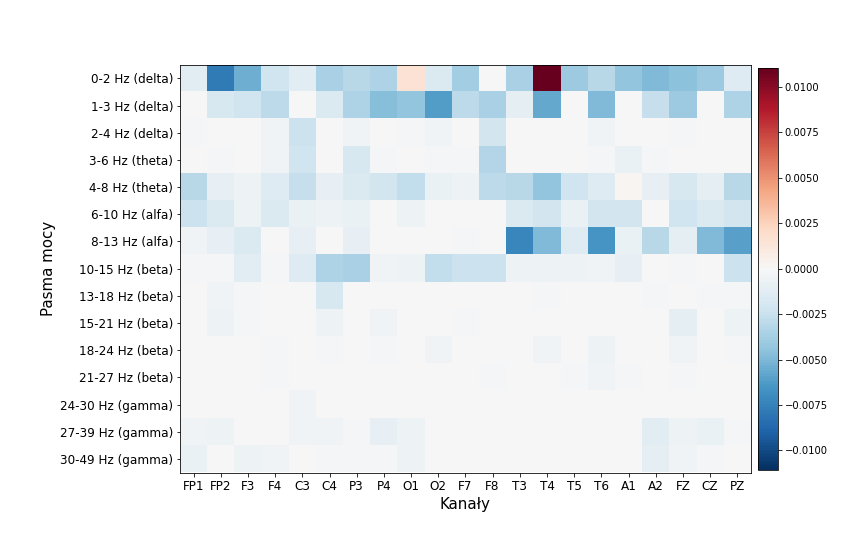 Pasma mocy
0-2 Hz (delta)
1-3 Hz (delta)
2-4 Hz (delta)
3-6 Hz (theta)
4-8 Hz (theta)
6-10 Hz (alfa)
8-13 Hz (alfa)
10-15 Hz (beta)
13-18 Hz (beta)
15-21 Hz (beta)
18-24 Hz (beta)
21-27 Hz (beta)
24-30 Hz (gamma)
27-39 Hz (gamma)
30-49 Hz (gamma)
FP1 FP2 F3 F4 C3 C4 P3 P4 O1 O2 F7 F8 T3 T4 T5 T6 A1 A2 FZ CZ PZ
Kanały
0.0100
0.0075
0.0050
0.0025
0.0000
−0.0025
−0.0050
−0.0075
−0.0100